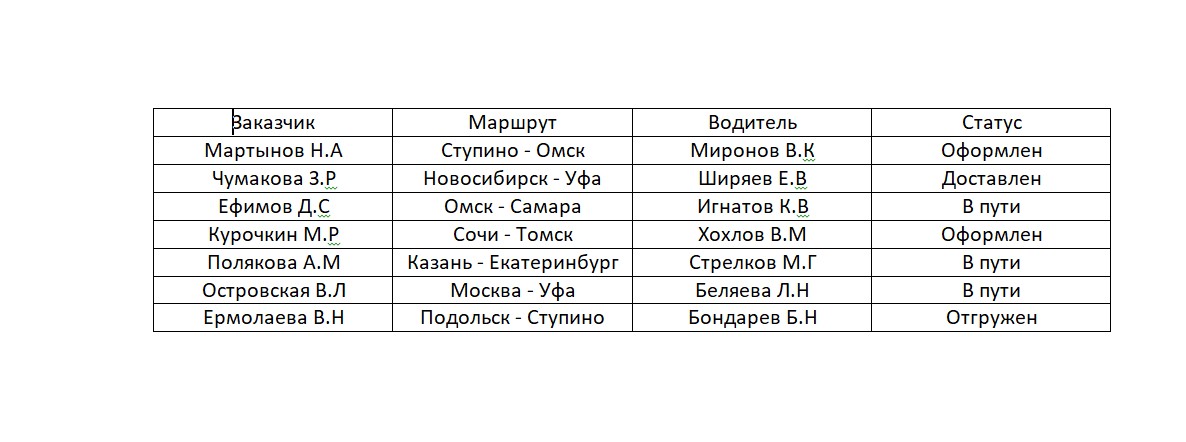 Заказчик Маршрут Водитель Статус
Мартынов Н.А Ступино - Омск Миронов В.К Оформлен
Чумакова З.Р Новосибирск - Уфа Ширяев Е.В Доставлен
Ефимов Д.С Омск - Самара Игнатов К.В В пути
Курочкин М.Р Сочи - Томск Хохлов В.М Оформлен
Полякова А.М Казань - Екатеринбург Стрелков М.Г В пути
Островская В.Л Москва - Уфа Беляева Л.Н В пути
Ермолаева В.Н Подольск - Ступино Бондарев Б.Н Отгружен